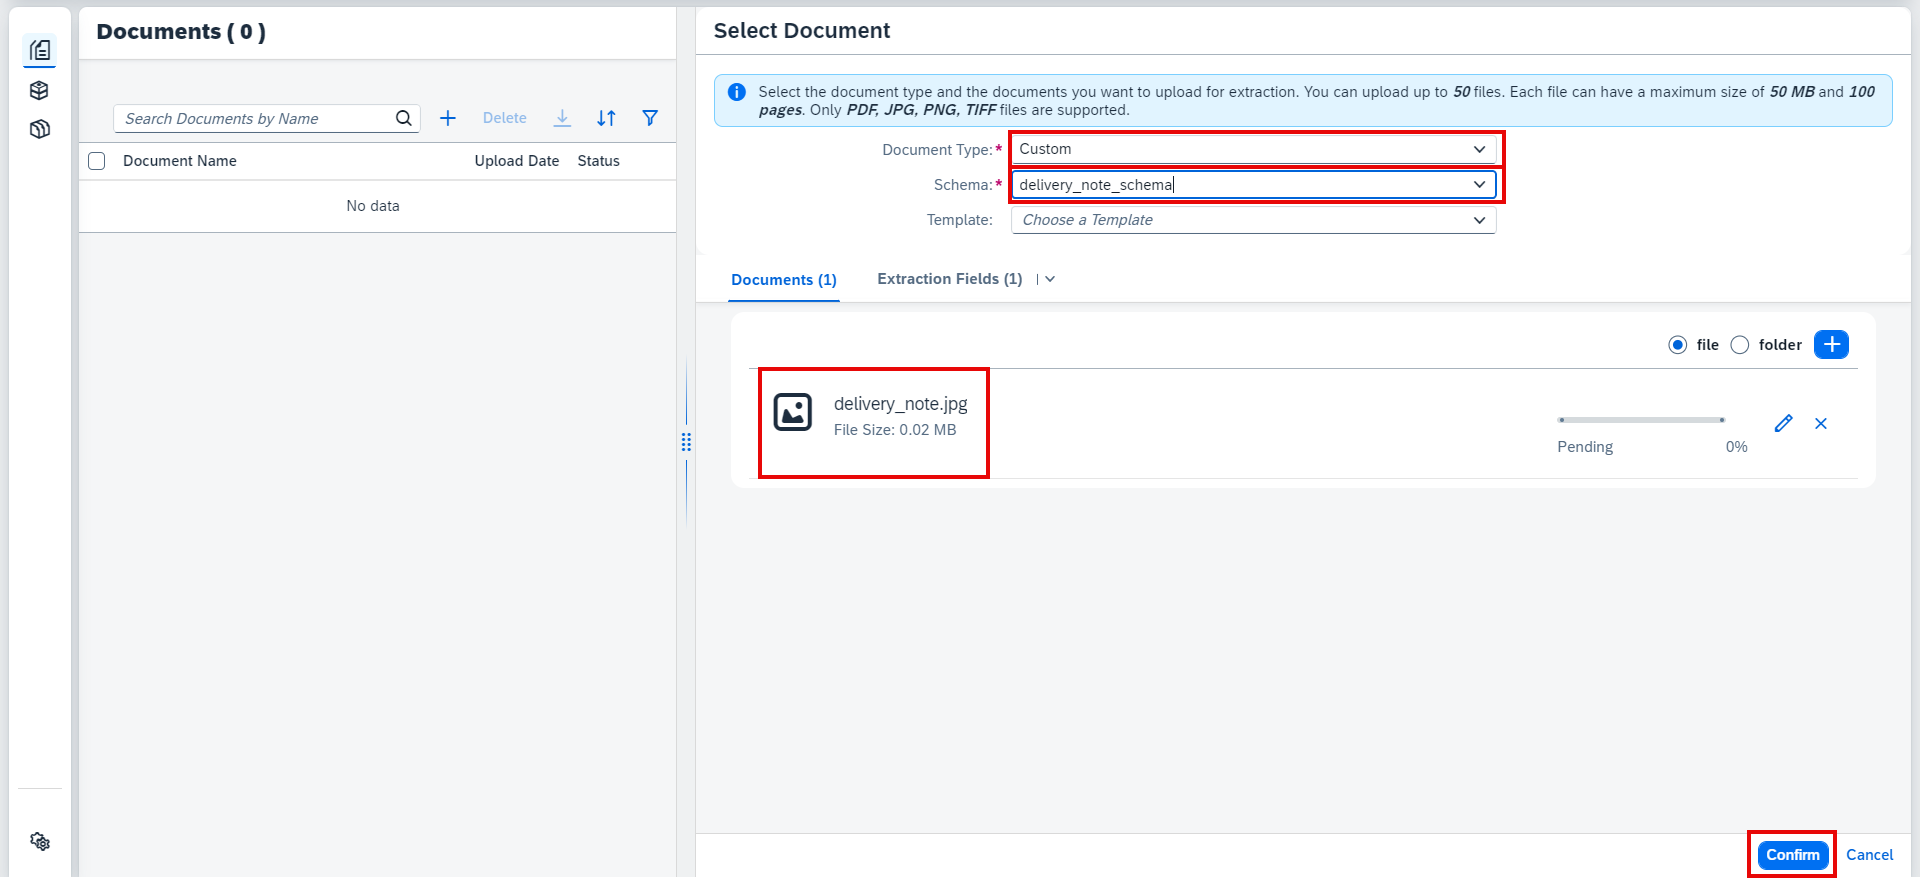 Documents ( 0 )
Search Documents by Name
Delete
Document Name
Upload Date
Status
No data
Select Document
Select the document type and the documents you want to upload for extraction. You can upload up to 50 files. Each file can have a maximum size of 50 MB and 100
pages. Only PDF, JPG, PNG, TIFF files are supported.
Document Type:* Custom
Schema:* delivery_note_schema
Template: Choose a Template
Documents (1)
Extraction Fields (1)
file
folder
delivery_note.jpg
File Size: 0.02 MB
Pending
0%
Confirm
Cancel